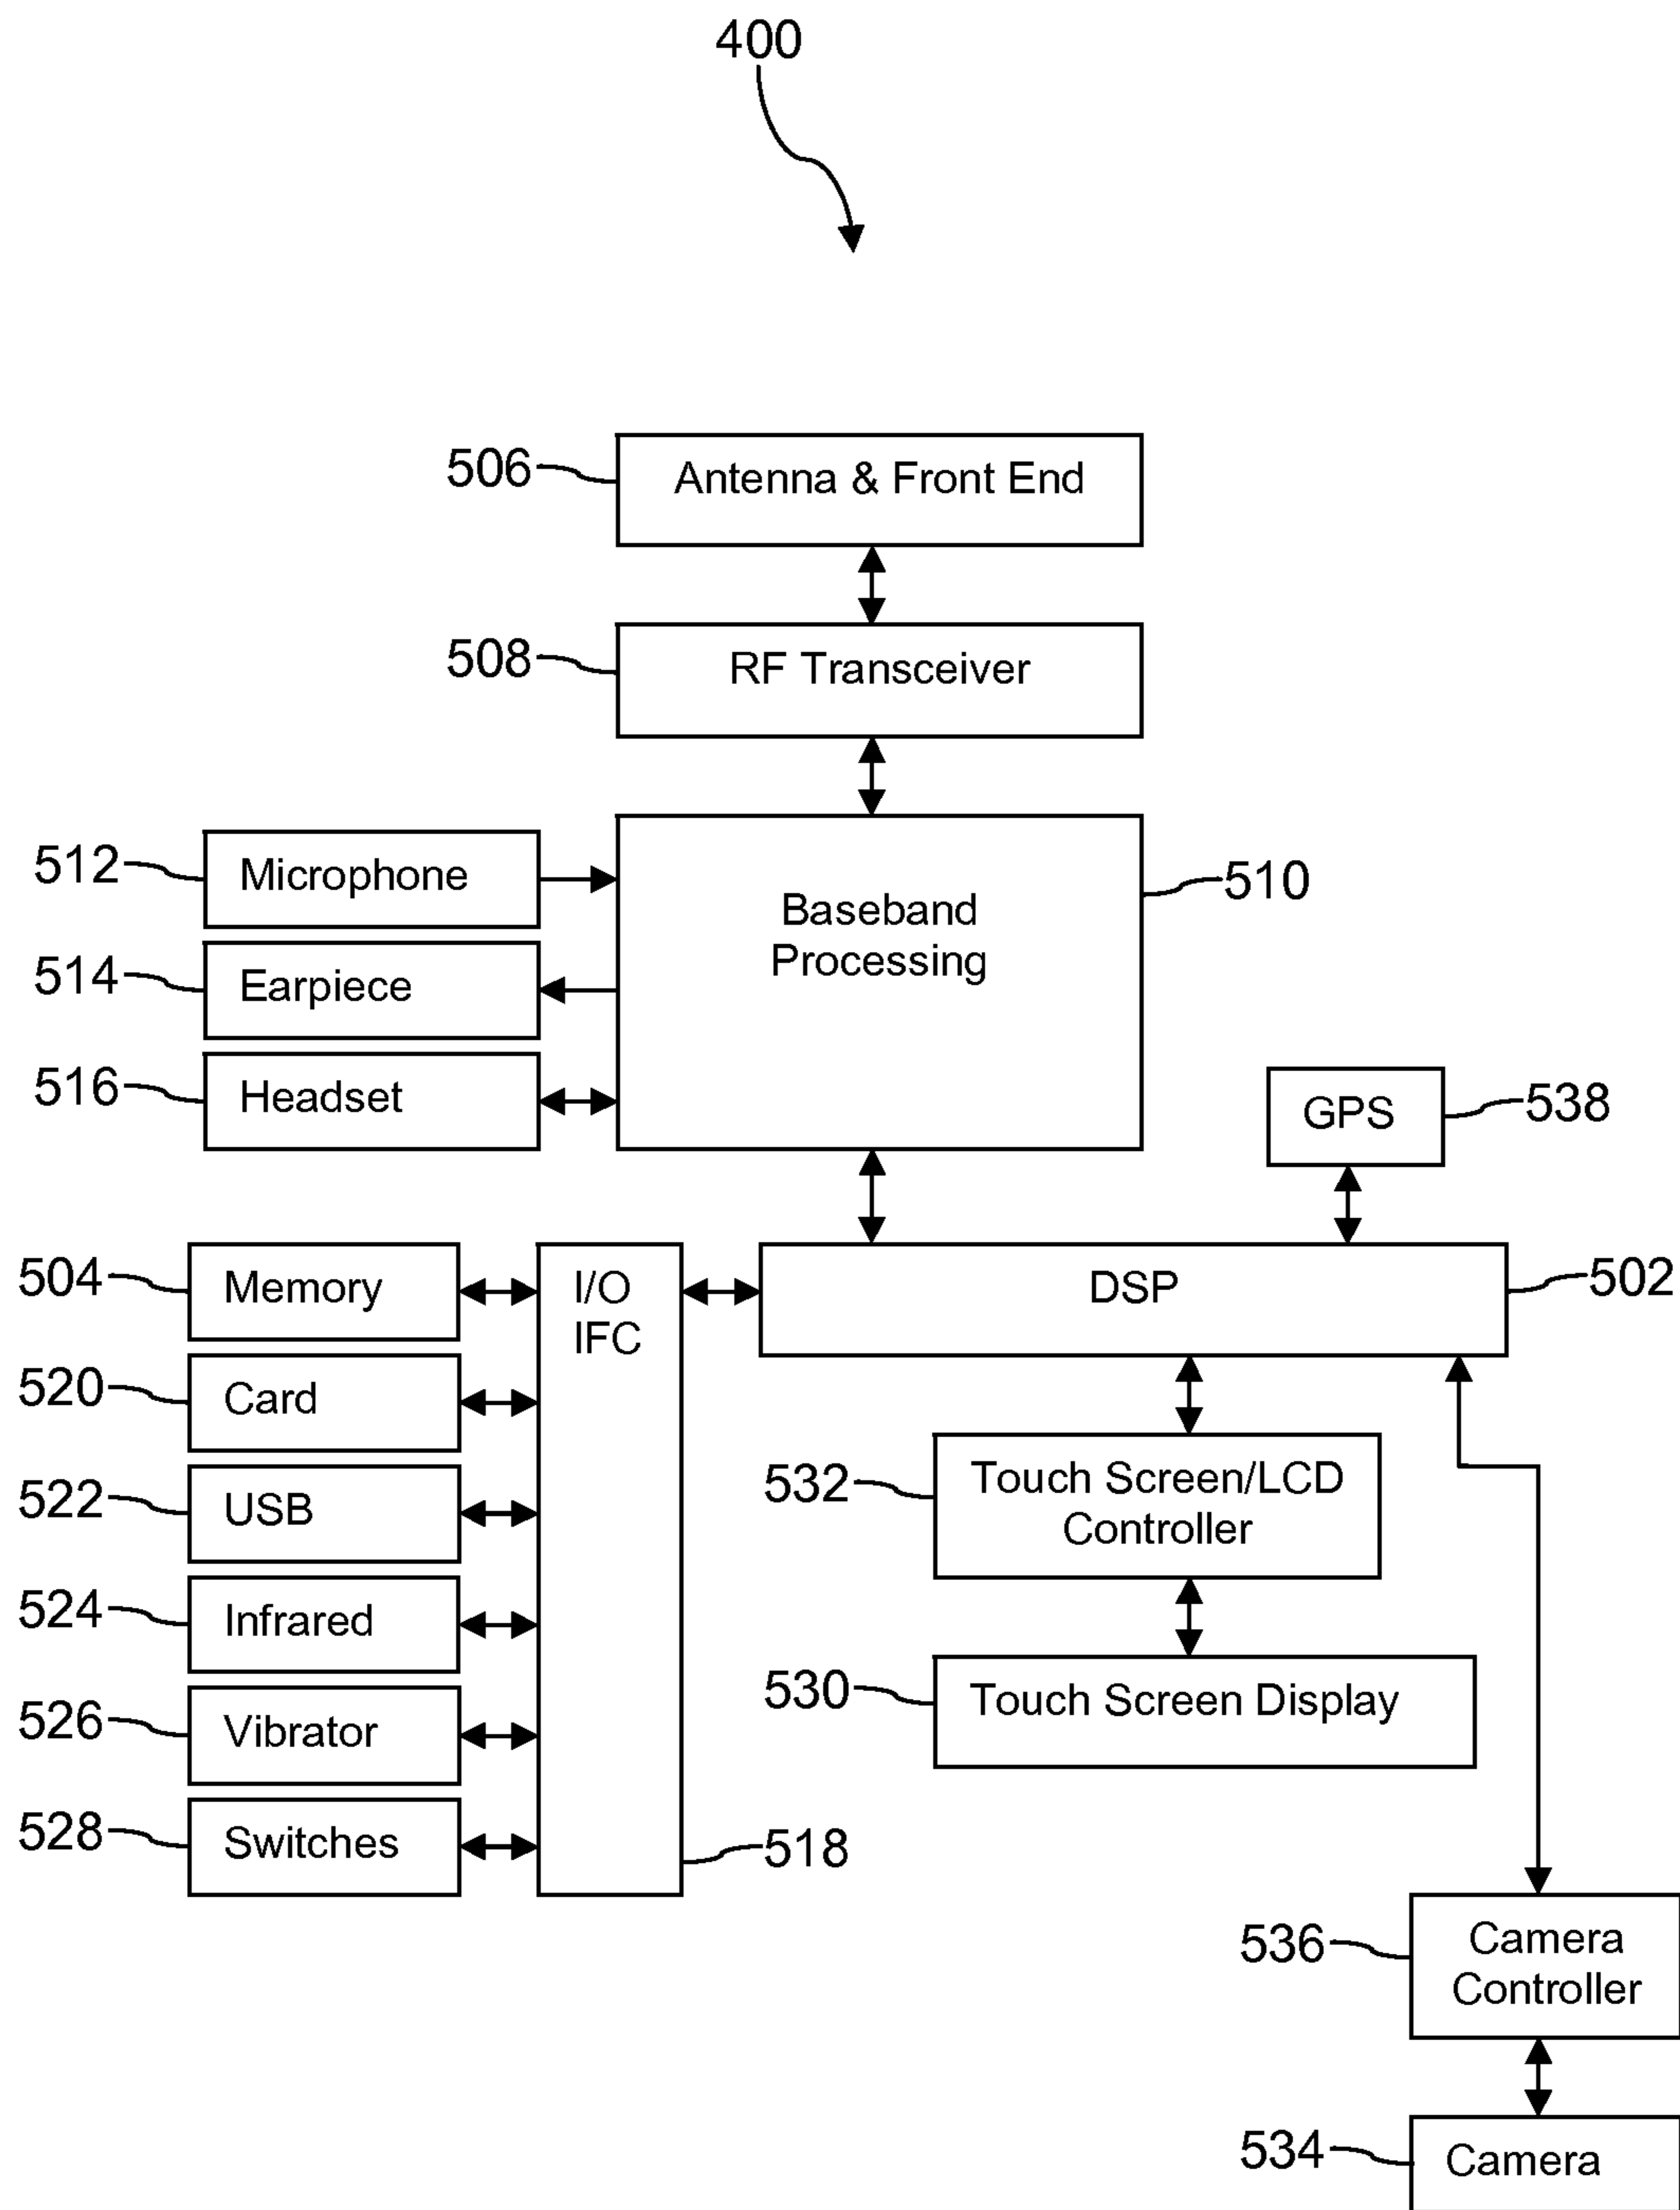 400
506
Antenna & Front End
508
RF Transceiver
512
Microphone
510
Baseband
Processing
514
Earpiece
516
Headset
GPS
538
504
Memory
I/O
IFC
DSP
502
520
Card
522
USB
532
Touch Screen/LCD
Controller
524
Infrared
526
Vibrator
530
Touch Screen Display
528
Switches
518
536
Camera
Controller
534
Camera